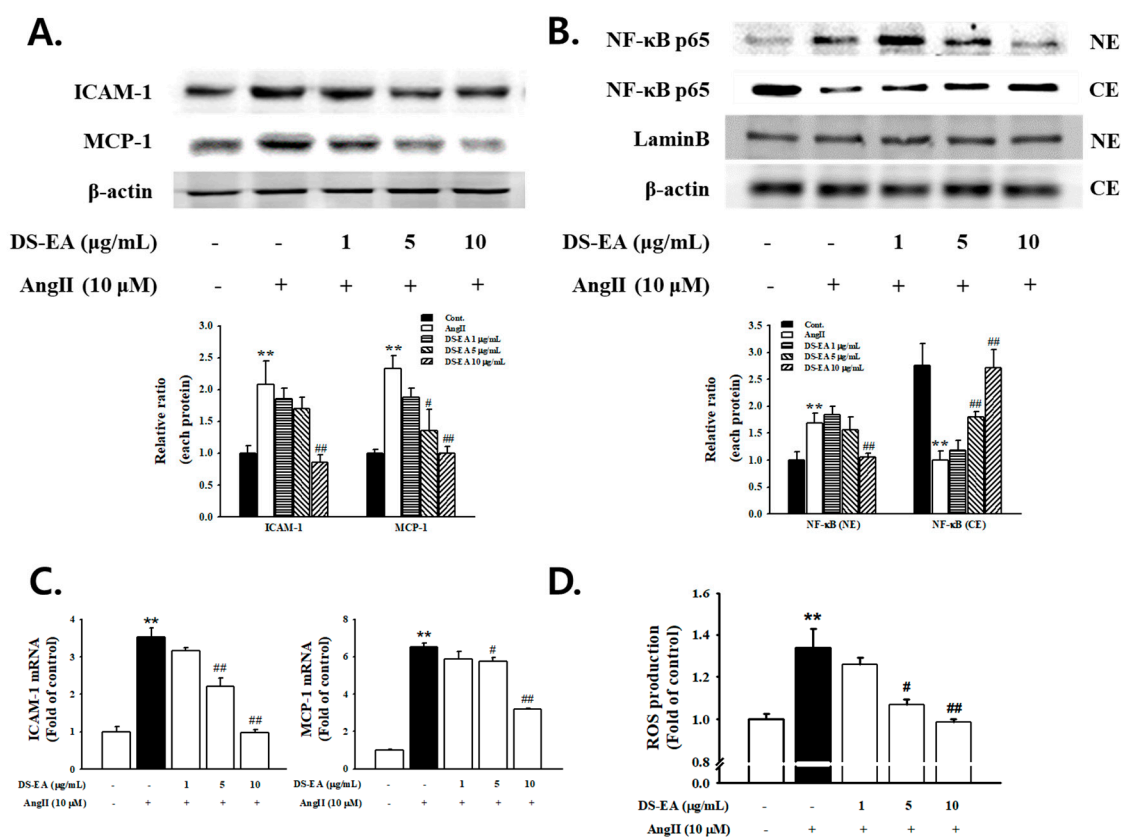 A.
ICAM-1
MCP-1
β-actin
DS-EA (µg/mL) - - 1 5 10
AngII (10 µM) - + + + +
Relative ratio
(each protein)
3.0
2.5
2.0
1.5
1.0
0.5
0.0
Cont.
AngII
DS-EA 1 µg/mL
DS-EA 5 µg/mL
DS-EA 10 µg/mL
** ## ** # ##
ICAM-1 MCP-1
B.
NF-κB p65 NE
NF-κB p65 CE
LaminB NE
β-actin CE
DS-EA (µg/mL) - - 1 5 10
AngII (10 µM) - + + + +
Relative ratio
(each protein)
3.5
3.0
2.5
2.0
1.5
1.0
0.5
0.0
Cont.
AngII
DS-EA 1 µg/mL
DS-EA 5 µg/mL
DS-EA 10 µg/mL
** ## ** ## ##
NF-κB (NE) NF-κB (CE)
C.
ICAM-1 mRNA
(Fold of control)
4
3
2
1
0
** ## ##
DS-EA (µg/mL) - - 1 5 10
AngII (10 µM) - + + + +
MCP-1 mRNA
(Fold of control)
8
6
4
2
0
** # ##
DS-EA (µg/mL) - - 1 5 10
AngII (10 µM) - + + + +
D.
ROS production
(Fold of control)
1.6
1.4
1.2
1.0
0.8
0.0
** # ##
DS-EA (µg/mL) - - 1 5 10
AngII (10 µM) - + + + +